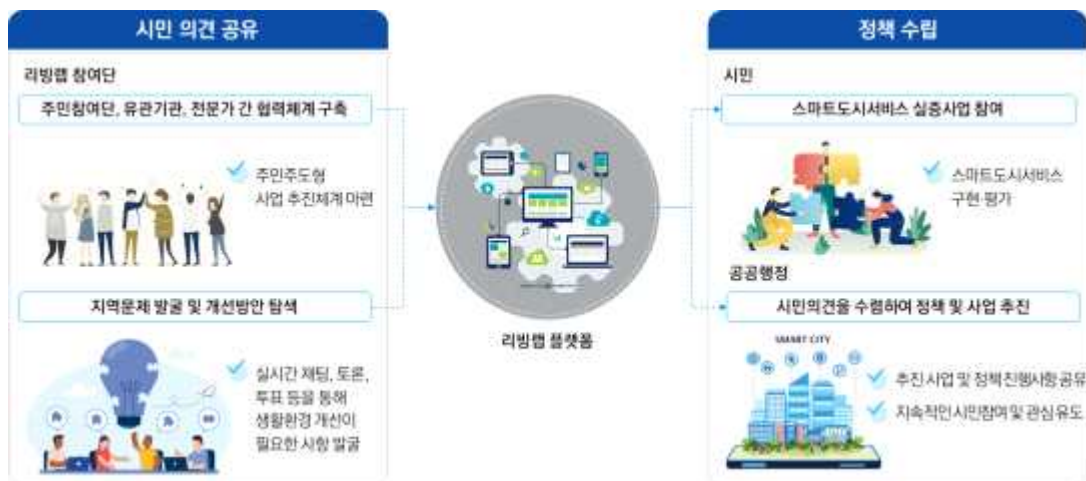 시민 의견 공유
리빙랩 참여단
주민참여단, 유관기관, 전문가 간 협력체계 구축
주민주도형
사업 추진체계 마련
지역문제 발굴 및 개선방안 탐색
실시간 채팅, 토론,
투표 등을 통해
생활환경 개선이
필요한 사항 발굴
리빙랩 플랫폼
정책 수립
시민
스마트도시서비스 실증사업 참여
스마트도시서비스
구현·평가
공공행정
시민의견을 수렴하여 정책 및 사업 추진
SMART CITY
추진 사업 및 정책 진행사항 공유
지속적인 시민참여 및 관심 유도